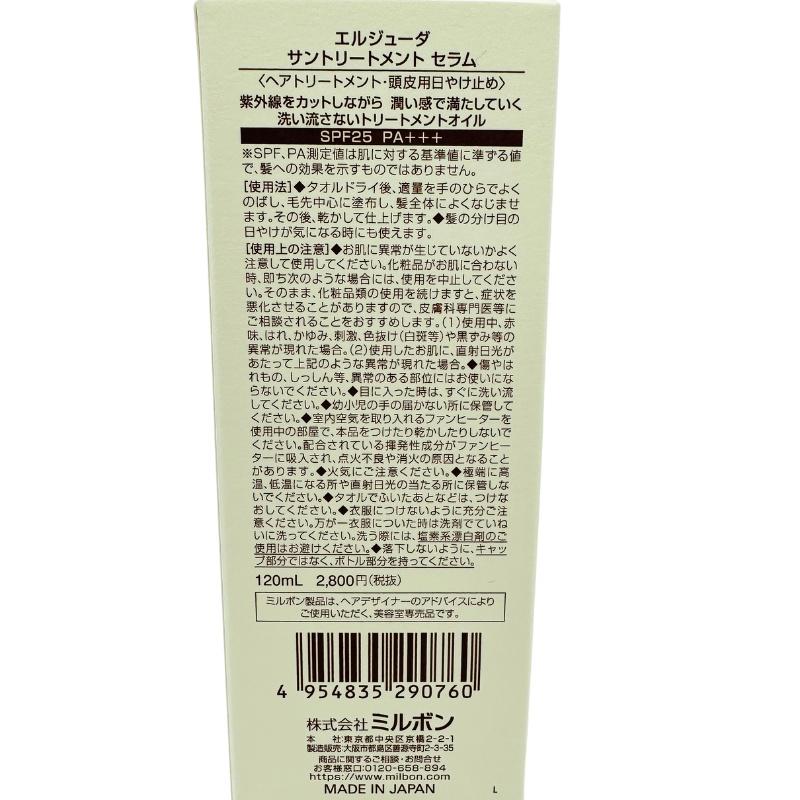 エルジューダ
サントリートメント セラム
〈ヘアトリートメント・頭皮用日やけ止め〉
紫外線をカットしながら 潤い感で満たしていく
洗い流さないトリートメントオイル
SPF25 PA+++
※SPF、PA測定値は肌に対する基準値に準ずる値
で、髪への効果を示すものではありません。
[使用法]◆タオルドライ後、適量を手のひらでよく
のばし、毛先中心に塗布し、髪全体によくなじませ
ます。その後、乾かして仕上げます。◆髪の分け目の
日やけが気になる時にも使えます。
[使用上の注意]◆お肌に異常が生じていないかよく
注意して使用してください。化粧品がお肌に合わない
時、即ち次のような場合には、使用を中止してくださ
い。そのまま、化粧品類の使用を続けますと、症状を
悪化させることがありますので、皮膚科専門医等に
ご相談されることをおすすめします。(1)使用中、赤
味、はれ、かゆみ、刺激、色抜け(白斑等)や黒ずみ等の
異常が現れた場合。(2)使用したお肌に、直射日光が
あたって上記のような異常が現れた場合。◆傷やは
れもの、しっしん等、異常のある部位にはお使いにな
らないでください。◆目に入った時は、すぐに洗い流
してください。◆幼小児の手の届かない所に保管して
ください。◆室内空気を取り入れるファンヒーターを
使用中の部屋で、本品をつけたり乾かしたりしないで
ください。配合されている揮発性成分がファンヒー
ターに吸入され、点火不良や消火の原因となること
があります。◆火気にご注意ください。◆極端に高
温、低温になる所や直射日光の当たる所に保管しな
いでください。◆タオルでふいたあとなどは、つけな
おしてください。◆衣服につけないように充分ご注
意ください。万が一衣服についた時は洗剤でていね
いに洗ってください。洗う際には、塩素系漂白剤のご
使用はお避けください。◆落下しないように、キャッ
プ部分ではなく、ボトル部分を持ってください。
120mL 2,800円(税抜)
ミルボン製品は、ヘアデザイナーのアドバイスにより
ご使用いただく、美容室専売品です。
4 954835 290760
株式会社 ミルボン
本 社:東京都中央区京橋2-2-1
製造販売:大阪市都島区善源寺町2-3-35
商品に関するご相談・お問合せ
お客様窓口:0120-658-894
https://www.milbon.com/
MADE IN JAPAN L